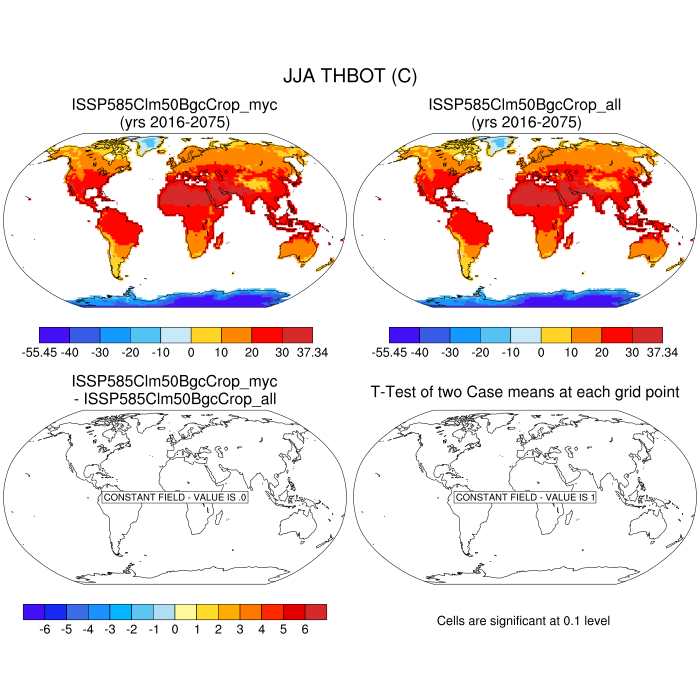 JJA THBOT (C)
ISSP585Clm50BgcCrop_myc
(yrs 2016-2075)
ISSP585Clm50BgcCrop_all
(yrs 2016-2075)
-55.45 -40 -30 -20 -10 0 10 20 30 37.34
-55.45 -40 -30 -20 -10 0 10 20 30 37.34
ISSP585Clm50BgcCrop_myc
- ISSP585Clm50BgcCrop_all
T-Test of two Case means at each grid point
CONSTANT FIELD - VALUE IS .0
CONSTANT FIELD - VALUE IS 1
-6 -5 -4 -3 -2 -1 0 1 2 3 4 5 6
Cells are significant at 0.1 level